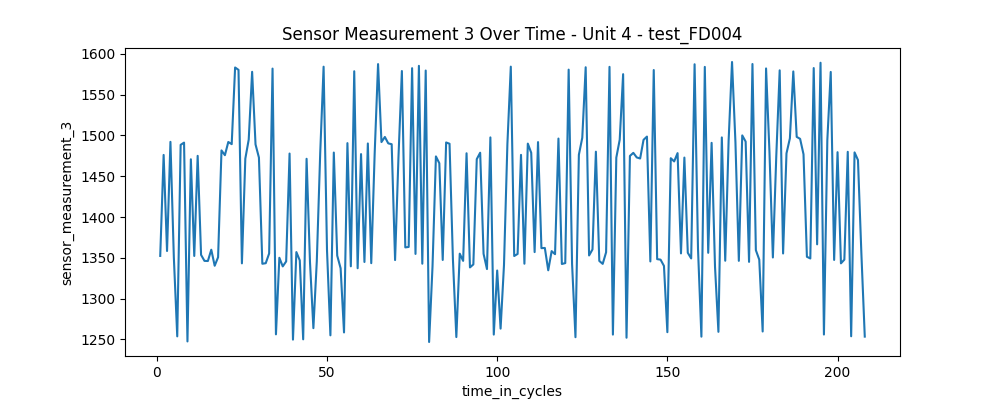 Sensor Measurement 3 Over Time - Unit 4 - test_FD004
1600
1550
1500
1450
1400
1350
1300
1250
sensor_measurement_3
0 50 100 150 200
time_in_cycles